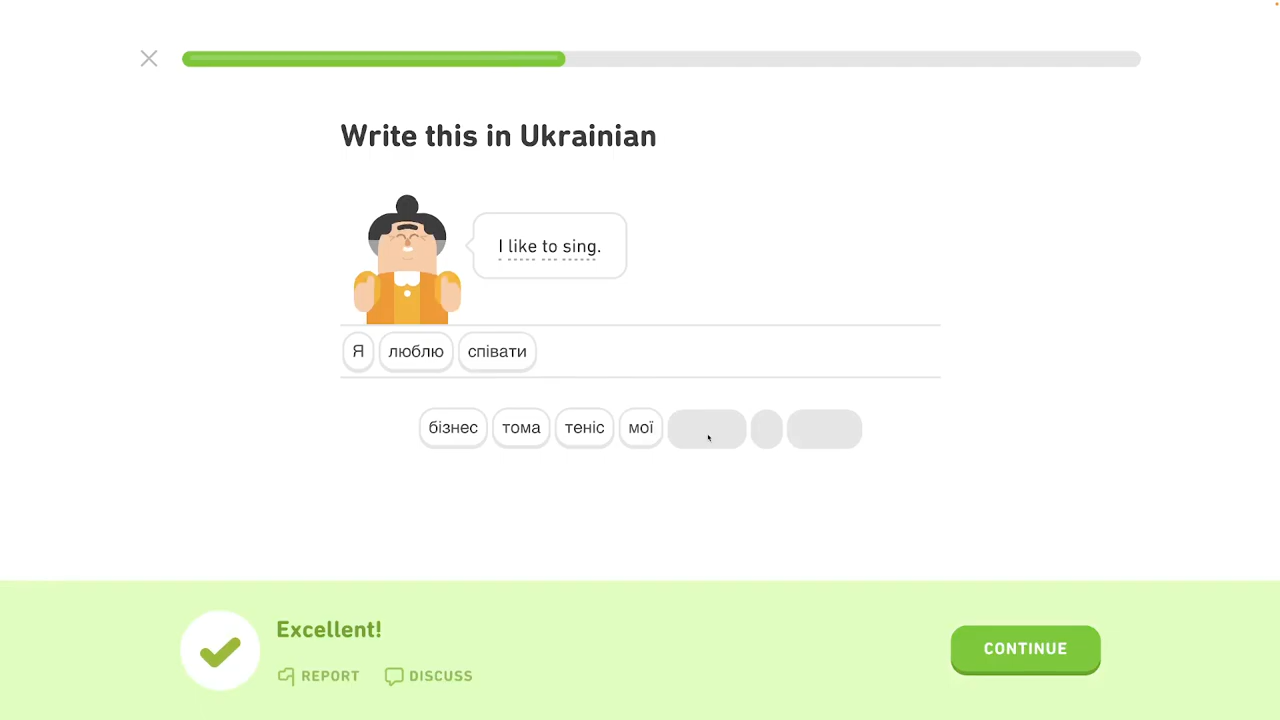 Write this in Ukrainian
I like to sing.
Я люблю співати
бізнес тома теніс мої
Excellent!
REPORT DISCUSS
CONTINUE